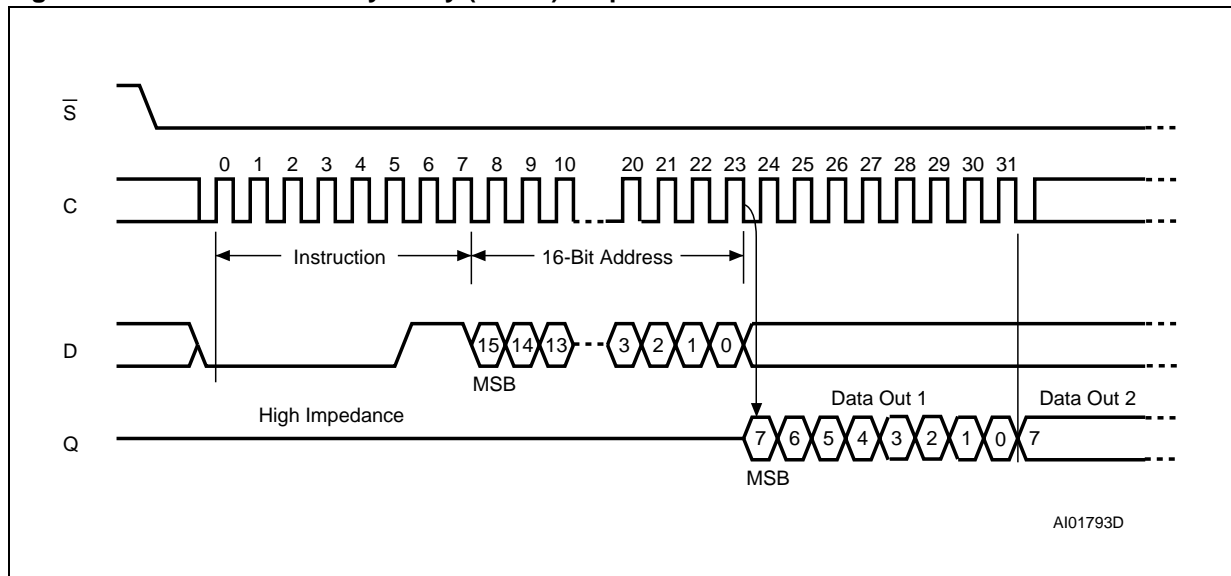 S
0 1 2 3 4 5 6 7 8 9 10 20 21 22 23 24 25 26 27 28 29 30 31
C
Instruction 16-Bit Address
D
15 14 13 3 2 1 0
MSB
High Impedance
Data Out 1 Data Out 2
Q
7 6 5 4 3 2 1 0 7
MSB
AI01793D